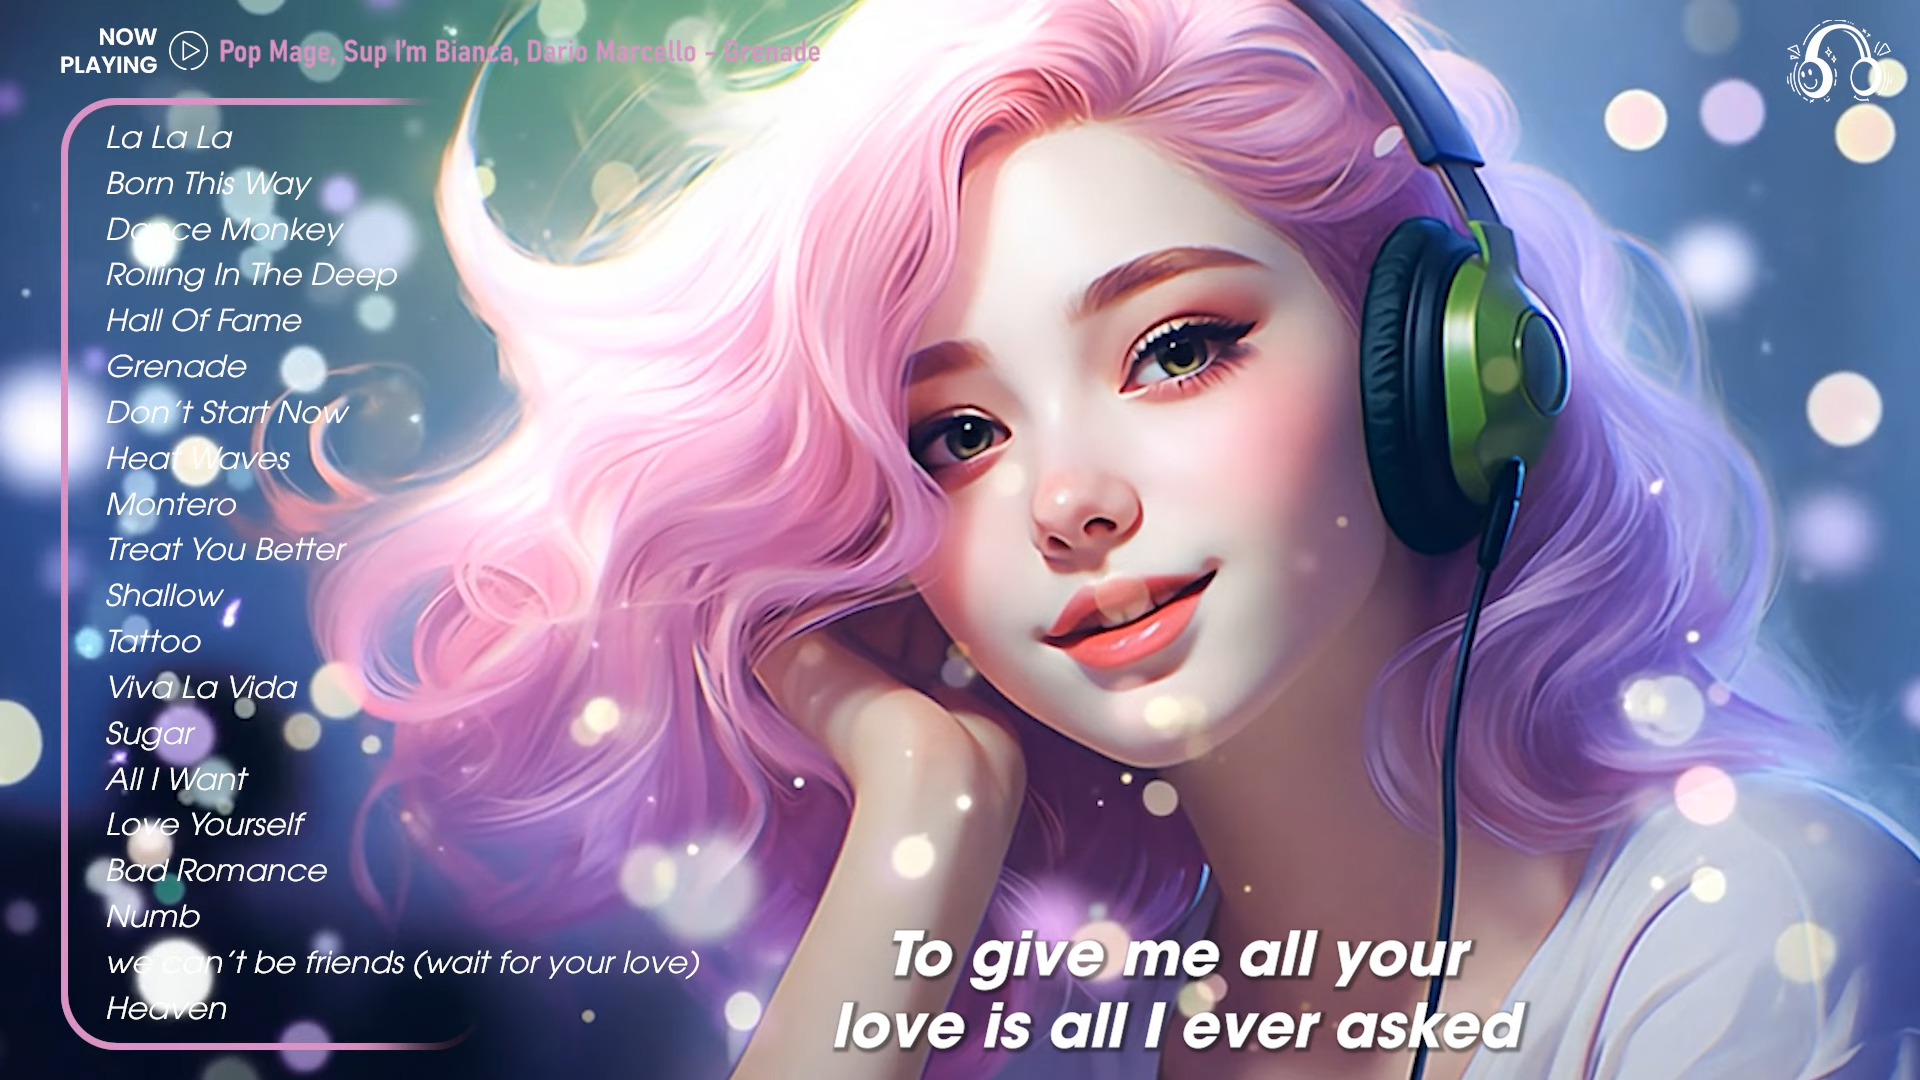 NOW
PLAYING
Pop Mage, Sup I'm Bianca, Dario Marcello - Grenade
La La La
Born This Way
Dance Monkey
Rolling In The Deep
Hall Of Fame
Grenade
Don't Start Now
Heat Waves
Montero
Treat You Better
Shallow
Tattoo
Viva La Vida
Sugar
All I Want
Love Yourself
Bad Romance
Numb
we can't be friends (wait for your love)
Heaven
To give me all your
love is all I ever asked